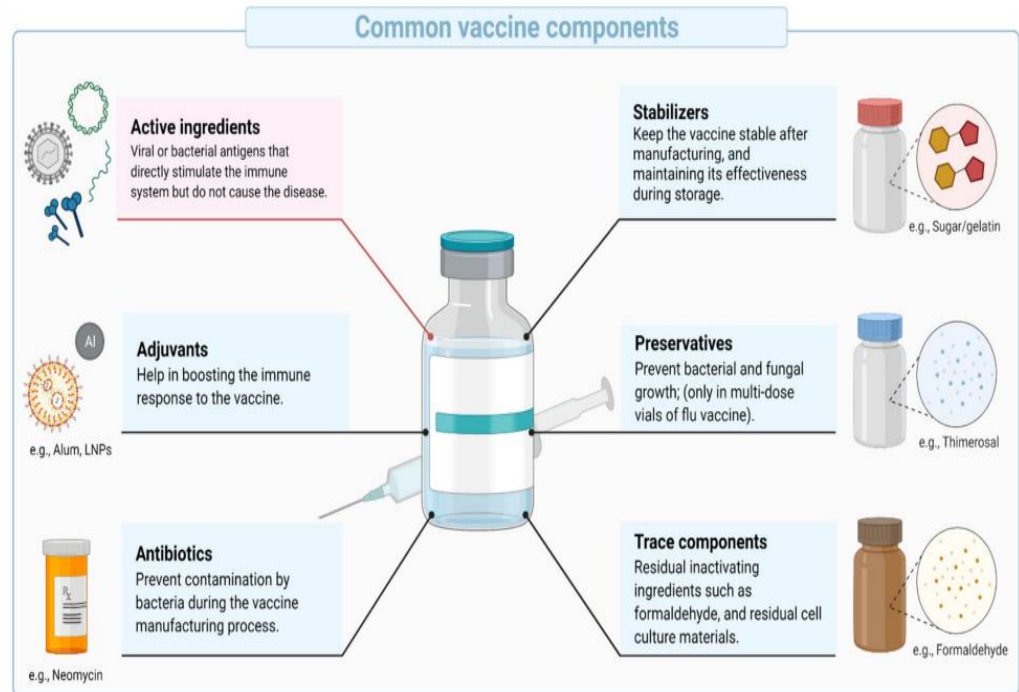 Common vaccine components
Active ingredients
Viral or bacterial antigens that
directly stimulate the immune
system but do not cause the disease.
Stabilizers
Keep the vaccine stable after
manufacturing, and
maintaining its effectiveness
during storage.
e.g., Sugar/gelatin
Al
Adjuvants
Help in boosting the immune
response to the vaccine.
e.g., Alum, LNPs
Preservatives
Prevent bacterial and fungal
growth; (only in multi-dose
vials of flu vaccine).
e.g., Thimerosal
Antibiotics
Prevent contamination by
bacteria during the vaccine
manufacturing process.
Rx
e.g., Neomycin
Trace components
Residual inactivating
ingredients such as
formaldehyde, and residual cell
culture materials.
e.g., Formaldehyde